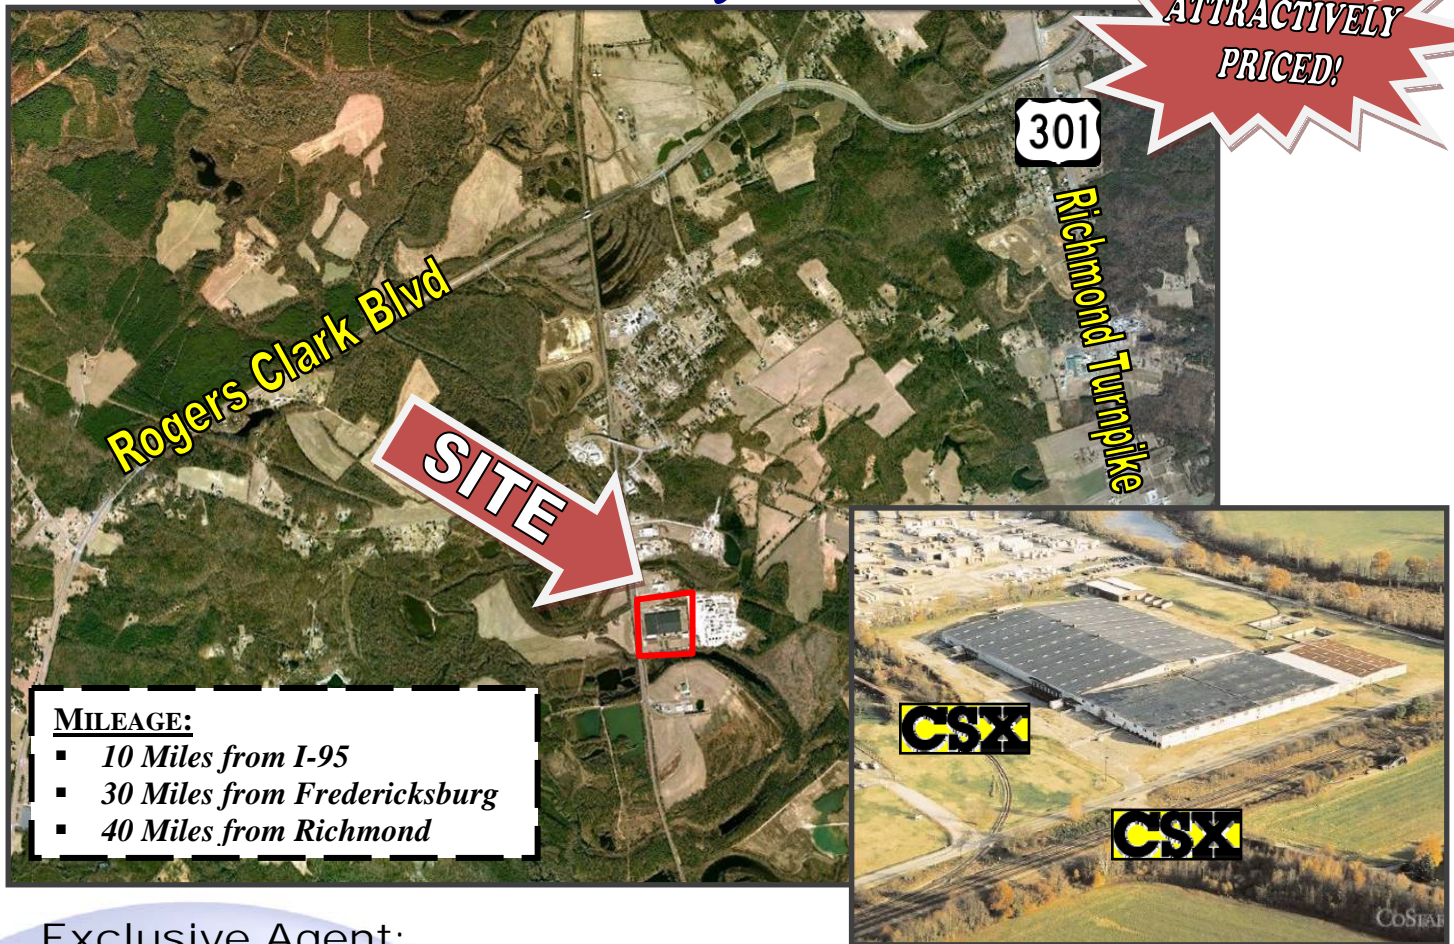 ATTRACTIVELY
PRICED!
301
Richmond Turnpike
Rogers Clark Blvd
SITE
MILEAGE:
▪ 10 Miles from I-95
▪ 30 Miles from Fredericksburg
▪ 40 Miles from Richmond
CSX
CSX
COSTAR
Exclusive Agent: